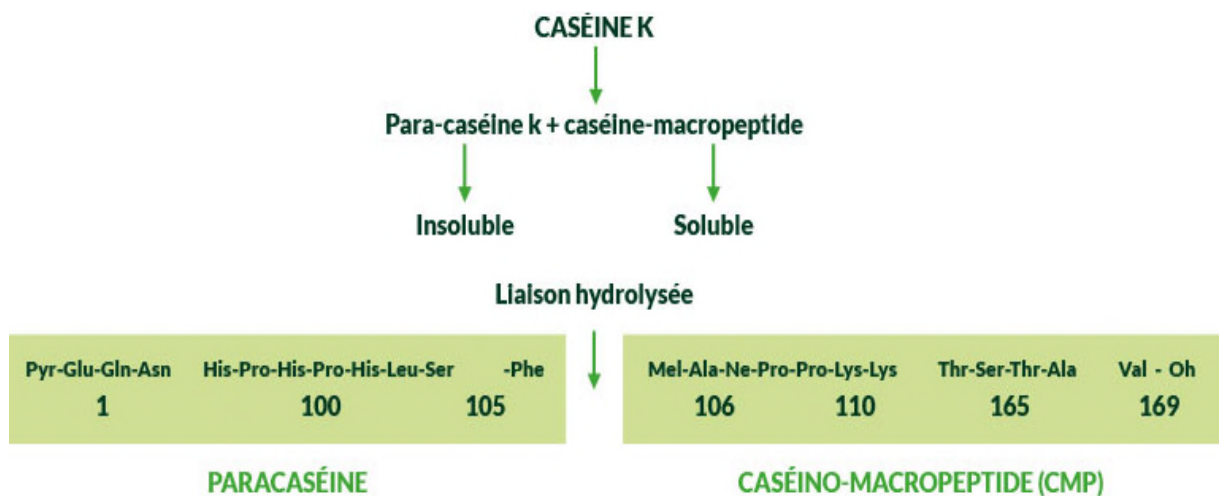 CASÉINE K
Para-caséine k + caséine-macropeptide
Insoluble Soluble
Liaison hydrolysée
Pyr-Glu-Gln-Asn His-Pro-His-Pro-His-Leu-Ser -Phe Mel-Ala-Ne-Pro-Pro-Lys-Lys Thr-Ser-Thr-Ala Val - Oh
1 100 105 106 110 165 169
PARACASÉINE CASÉINO-MACROPEPTIDE (CMP)